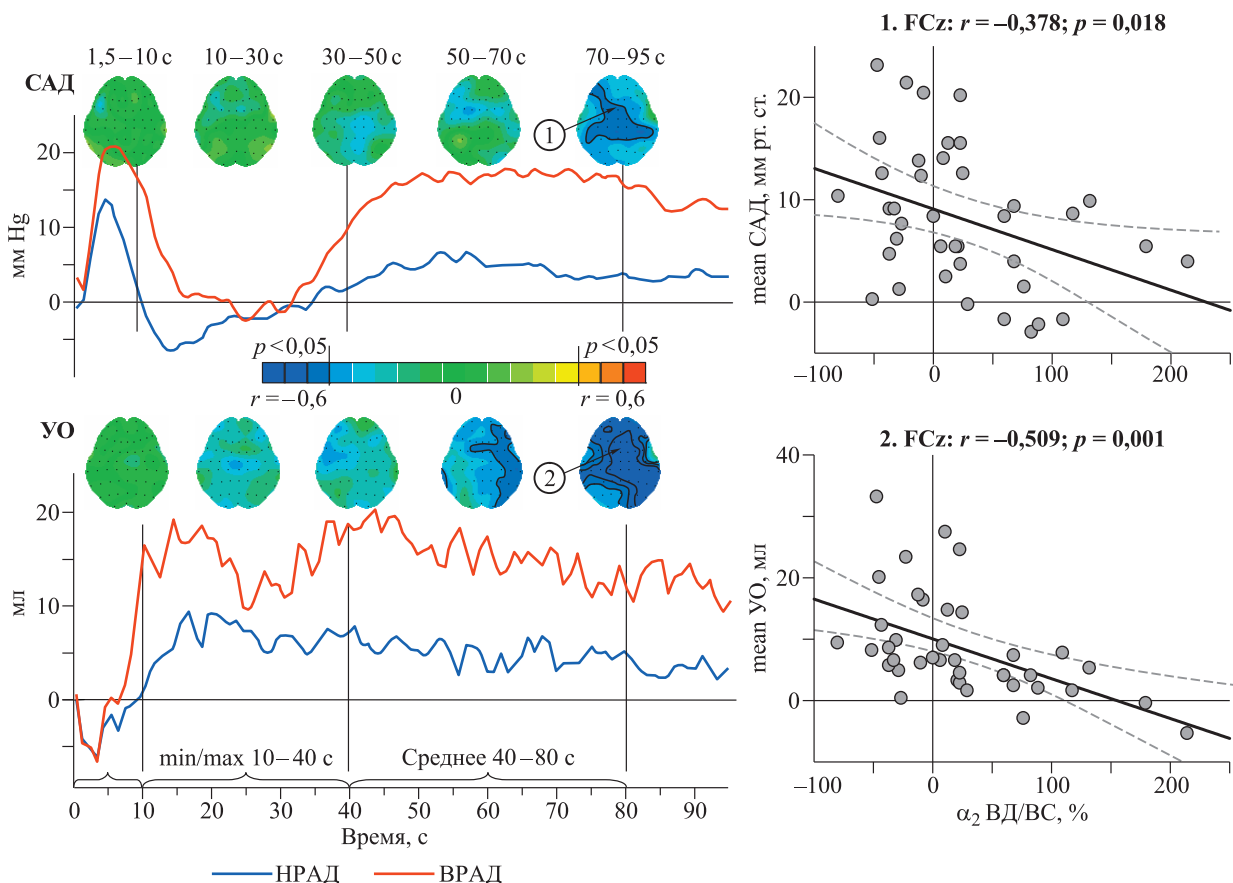 1,5–10 с 10–30 с 30–50 с 50–70 с 70–95 с
САД
1
20
10
0
мм Hg
p < 0,05 p < 0,05
r = –0,6 0 r = 0,6
УО
2
20
10
0
мл
min/max 10–40 с Среднее 40–80 с
0 10 20 30 40 50 60 70 80 90
Время, с
НРАД ВРАД
1. FCz: r = –0,378; p = 0,018
20
10
0
mean САД, мм рт. ст.
–100 0 100 200
2. FCz: r = –0,509; p = 0,001
40
20
0
mean УО, мл
–100 0 100 200
α₂ ВД/ВС, %